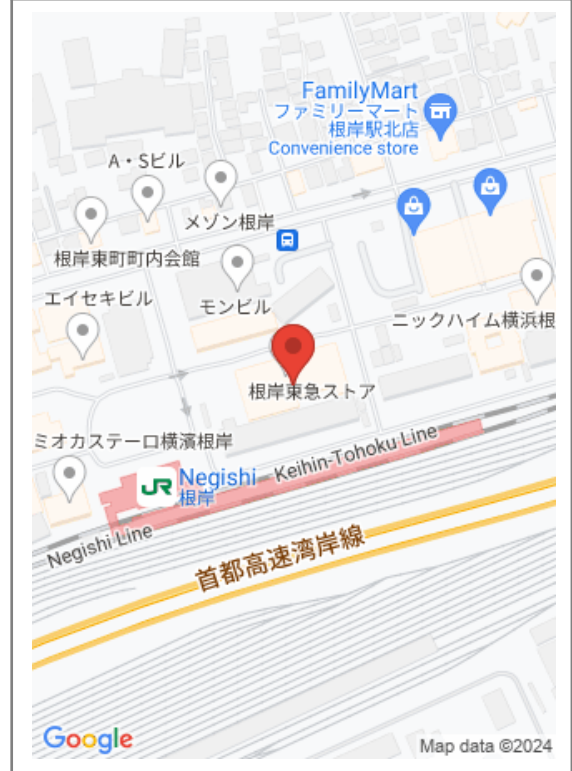 FamilyMart
ファミリーマート
根岸駅北店
Convenience store
A・Sビル
メゾン根岸
根岸東町町内会館
エイセキビル
モンビル
ニックハイム横浜根
根岸東急ストア
ミオカステーロ横濱根岸
Keihin-Tohoku Line
JR
Negishi
根岸
Negishi Line
首都高速湾岸線
Google
Map data ©2024